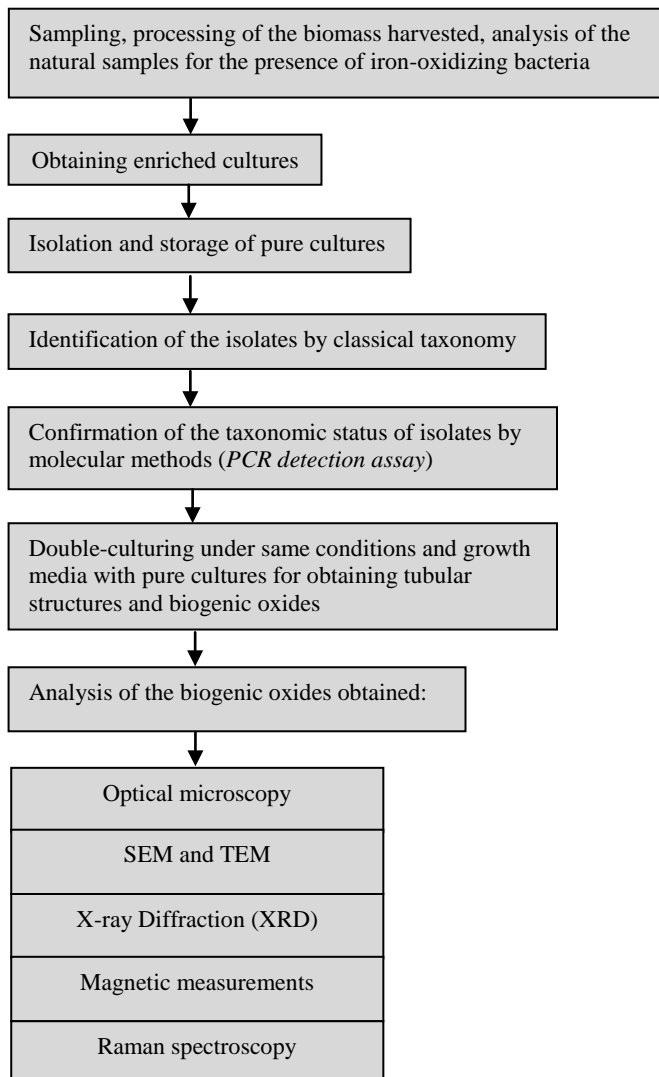 Sampling, processing of the biomass harvested, analysis of the
natural samples for the presence of iron-oxidizing bacteria
Obtaining enriched cultures
Isolation and storage of pure cultures
Identification of the isolates by classical taxonomy
Confirmation of the taxonomic status of isolates by
molecular methods (PCR detection assay)
Double-culturing under same conditions and growth
media with pure cultures for obtaining tubular
structures and biogenic oxides
Analysis of the biogenic oxides obtained:
Optical microscopy
SEM and TEM
X-ray Diffraction (XRD)
Magnetic measurements
Raman spectroscopy